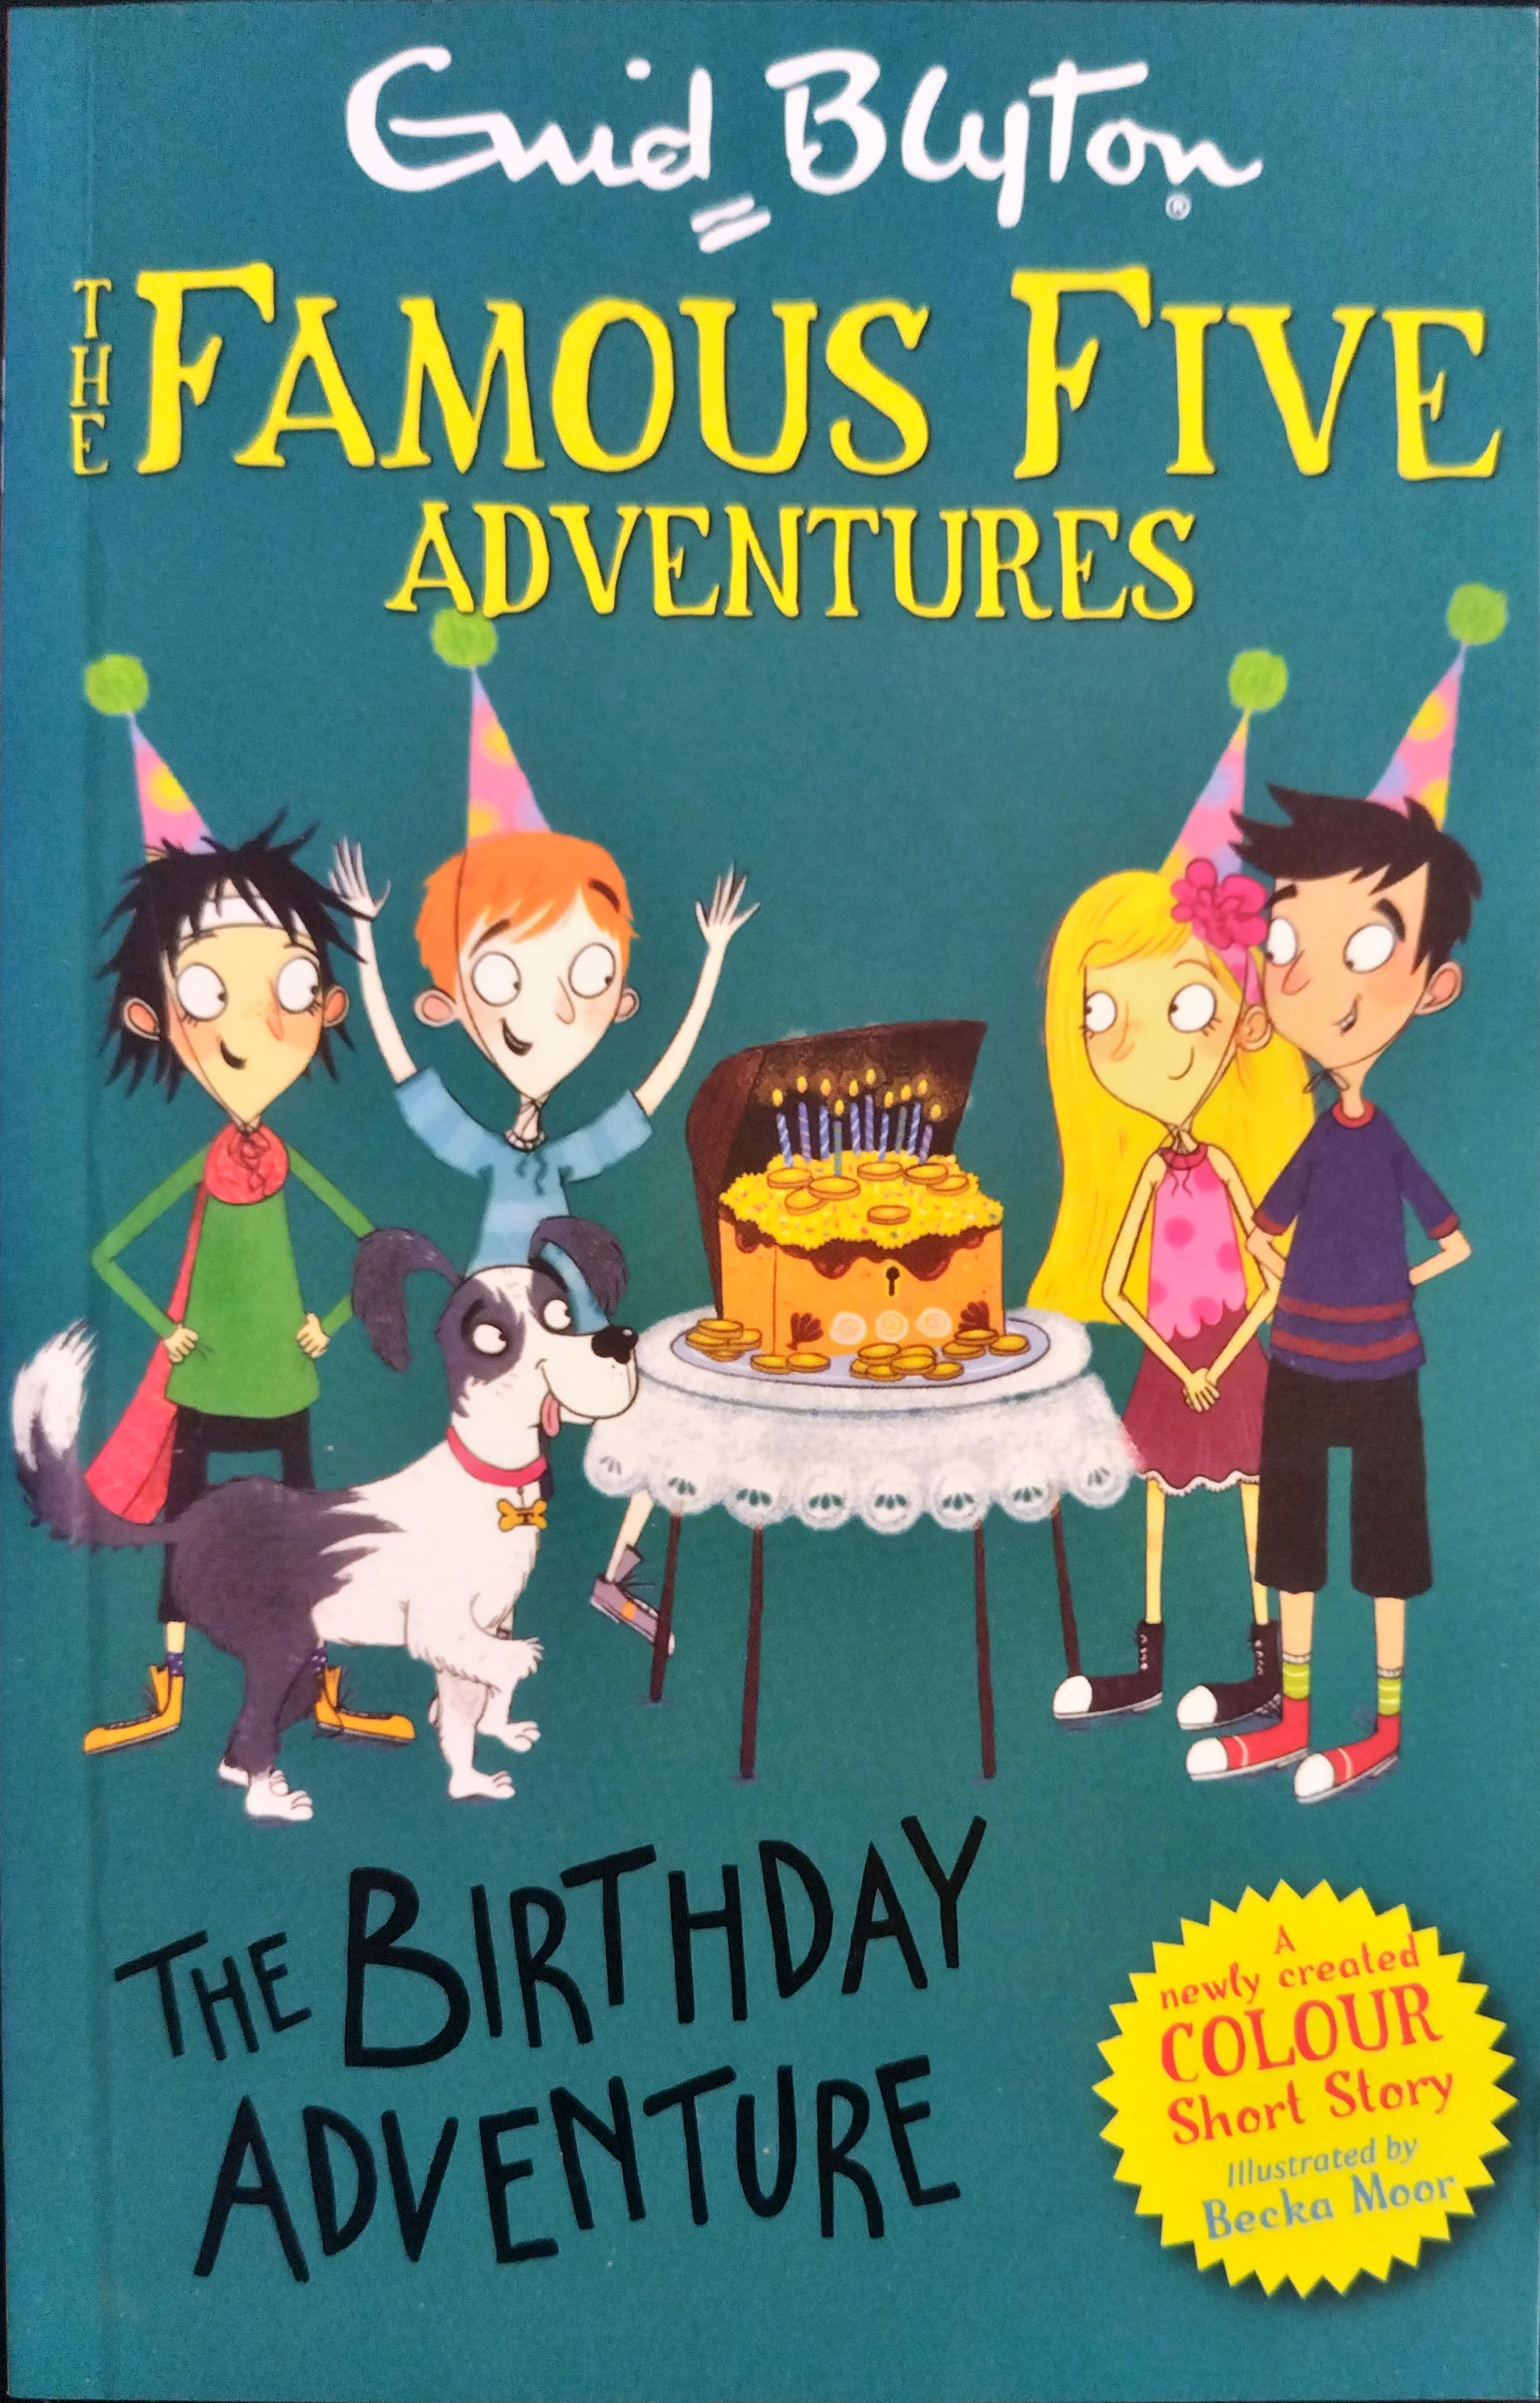 Enid Blyton®
THE FAMOUS FIVE
ADVENTURES
THE BIRTHDAY
ADVENTURE
A
newly created
COLOUR
Short Story
Illustrated by
Becka Moor